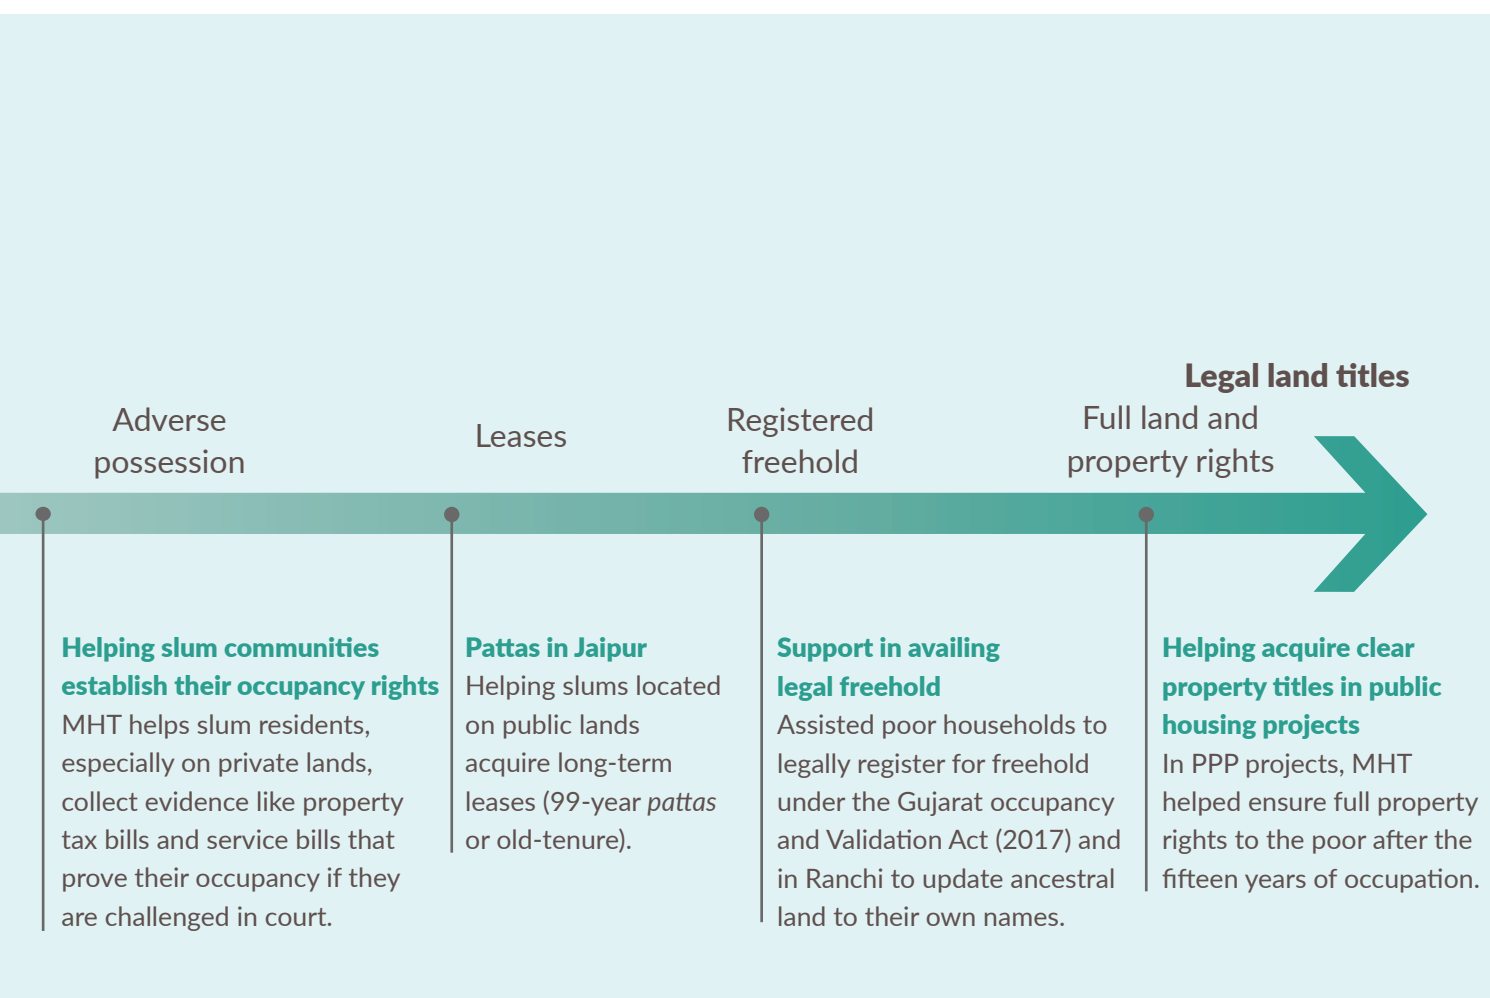 Legal land titles
Adverse
possession
Leases
Registered
freehold
Full land and
property rights
Helping slum communities
establish their occupancy rights
MHT helps slum residents,
especially on private lands,
collect evidence like property
tax bills and service bills that
prove their occupancy if they
are challenged in court.
Pattas in Jaipur
Helping slums located
on public lands
acquire long-term
leases (99-year pattas
or old-tenure).
Support in availing
legal freehold
Assisted poor households to
legally register for freehold
under the Gujarat occupancy
and Validation Act (2017) and
in Ranchi to update ancestral
land to their own names.
Helping acquire clear
property titles in public
housing projects
In PPP projects, MHT
helped ensure full property
rights to the poor after the
fifteen years of occupation.